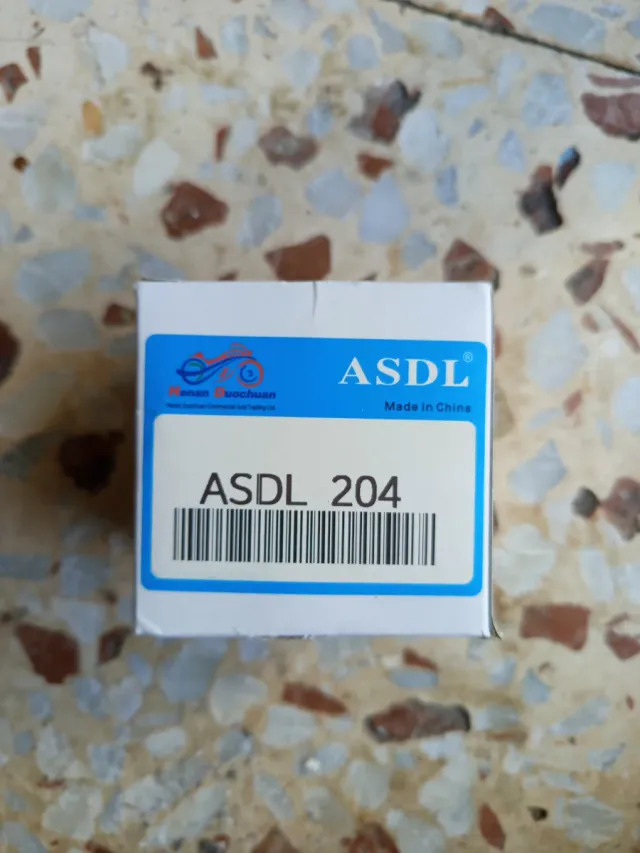 ASDL®
Henan Duochuan
Made in China
ASDL 204